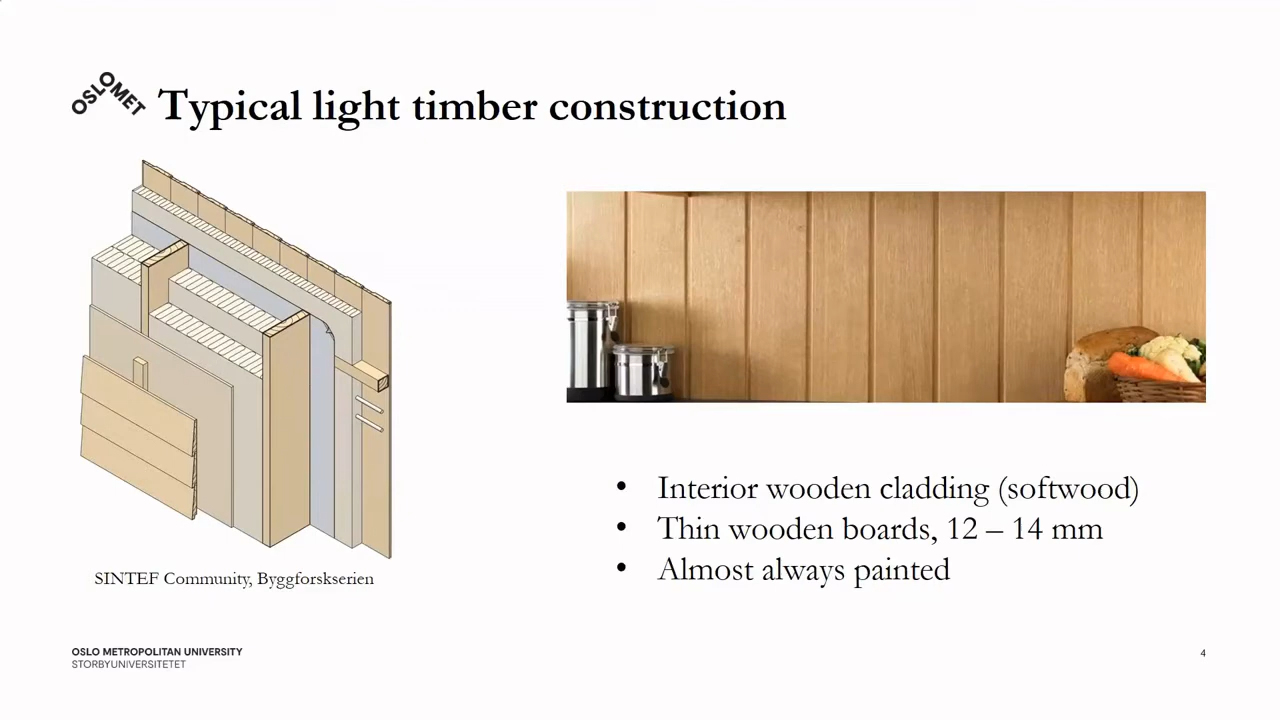 OSLOMET
Typical light timber construction
SINTEF Community, Byggforskserien
• Interior wooden cladding (softwood)
• Thin wooden boards, 12 – 14 mm
• Almost always painted
OSLO METROPOLITAN UNIVERSITY
STORBYUNIVERSITETET
4